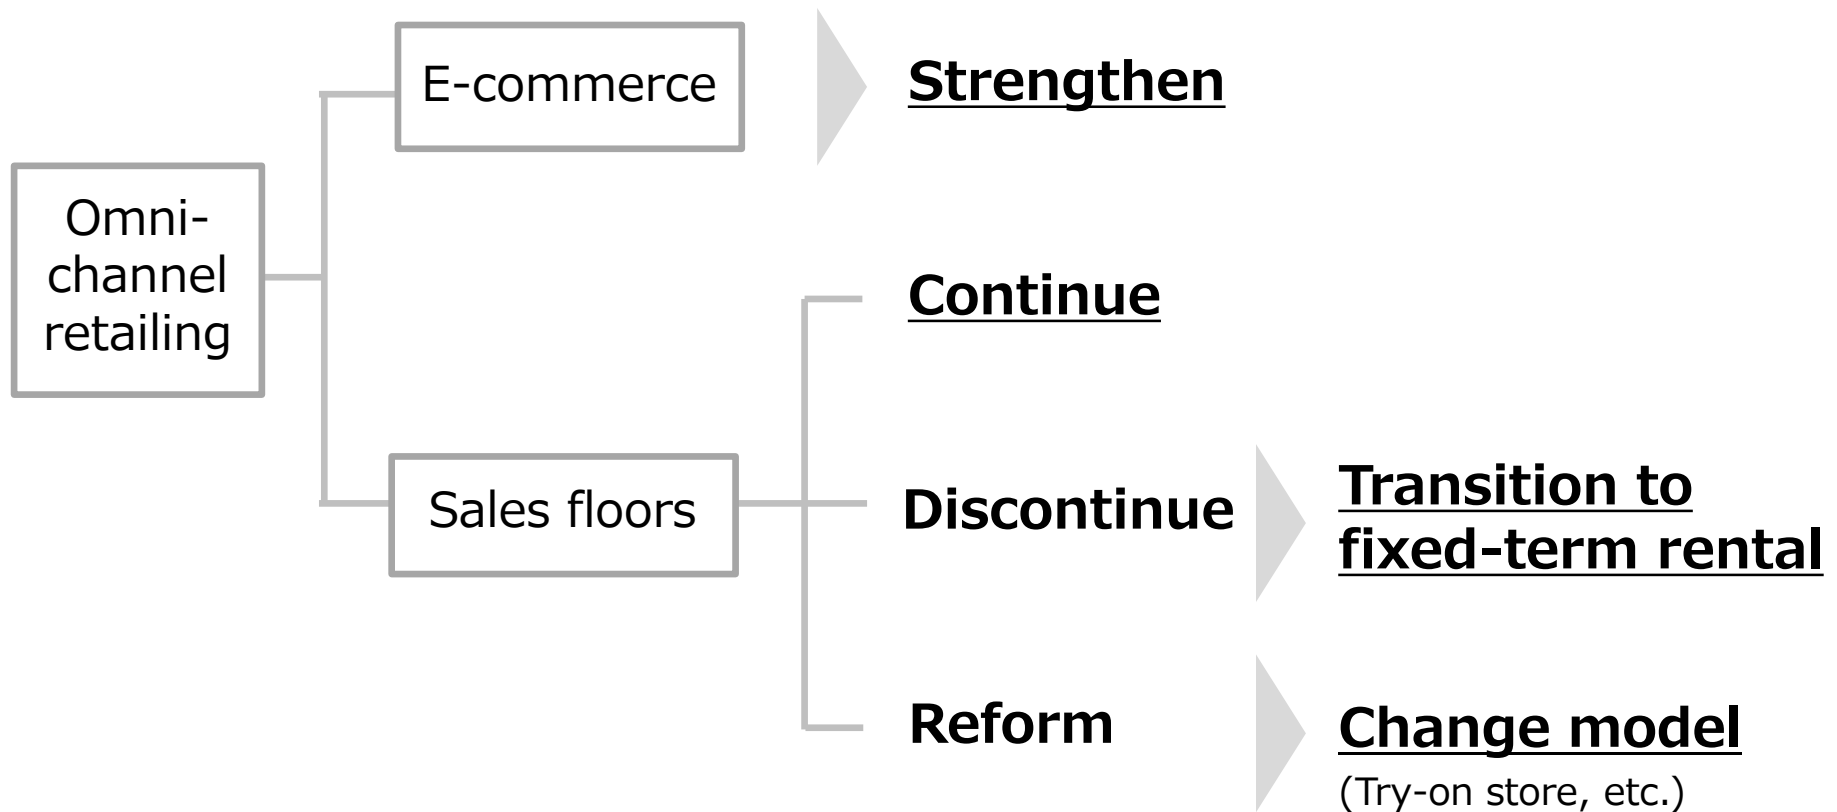 E-commerce
Strengthen
Omni-
channel
retailing
Continue
Sales floors
Discontinue
Transition to
fixed-term rental
Reform
Change model
(Try-on store, etc.)